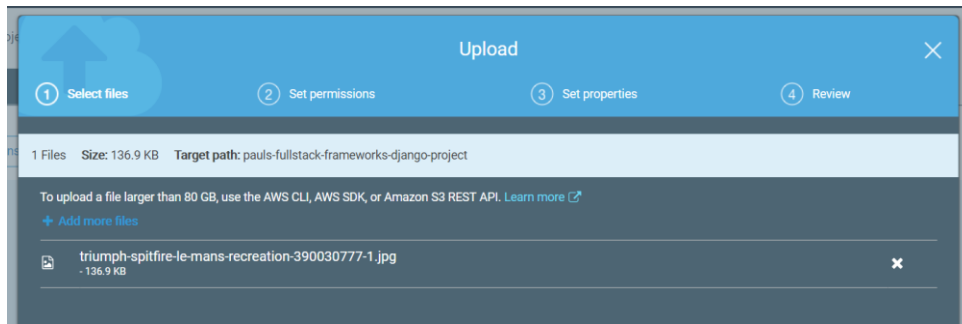 Upload
1 Select files 2 Set permissions 3 Set properties 4 Review
1 Files Size: 136.9 KB Target path: pauls-fullstack-frameworks-django-project
To upload a file larger than 80 GB, use the AWS CLI, AWS SDK, or Amazon S3 REST API. Learn more
Add more files
triumph-spitfire-le-mans-recreation-390030777-1.jpg
- 136.9 KB